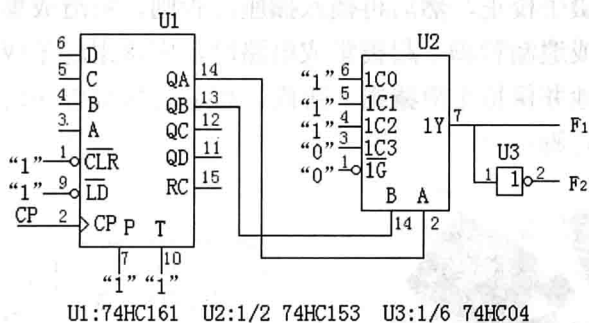 U1
U2
6 D
5 C
4 B
3 A
"1" 1 CLR
"1" 9 LD
CP 2 CP
P T
7 10
"1" "1"
QA 14
QB 13
QC 12
QD 11
RC 15
"1" 6 1C0
"1" 5 1C1
"1" 4 1C2
"0" 3 1C3
"0" 1 1G
1Y 7
B A
14 2
F1
U3
1 1 2
F2
U1:74HC161 U2:1/2 74HC153 U3:1/6 74HC04